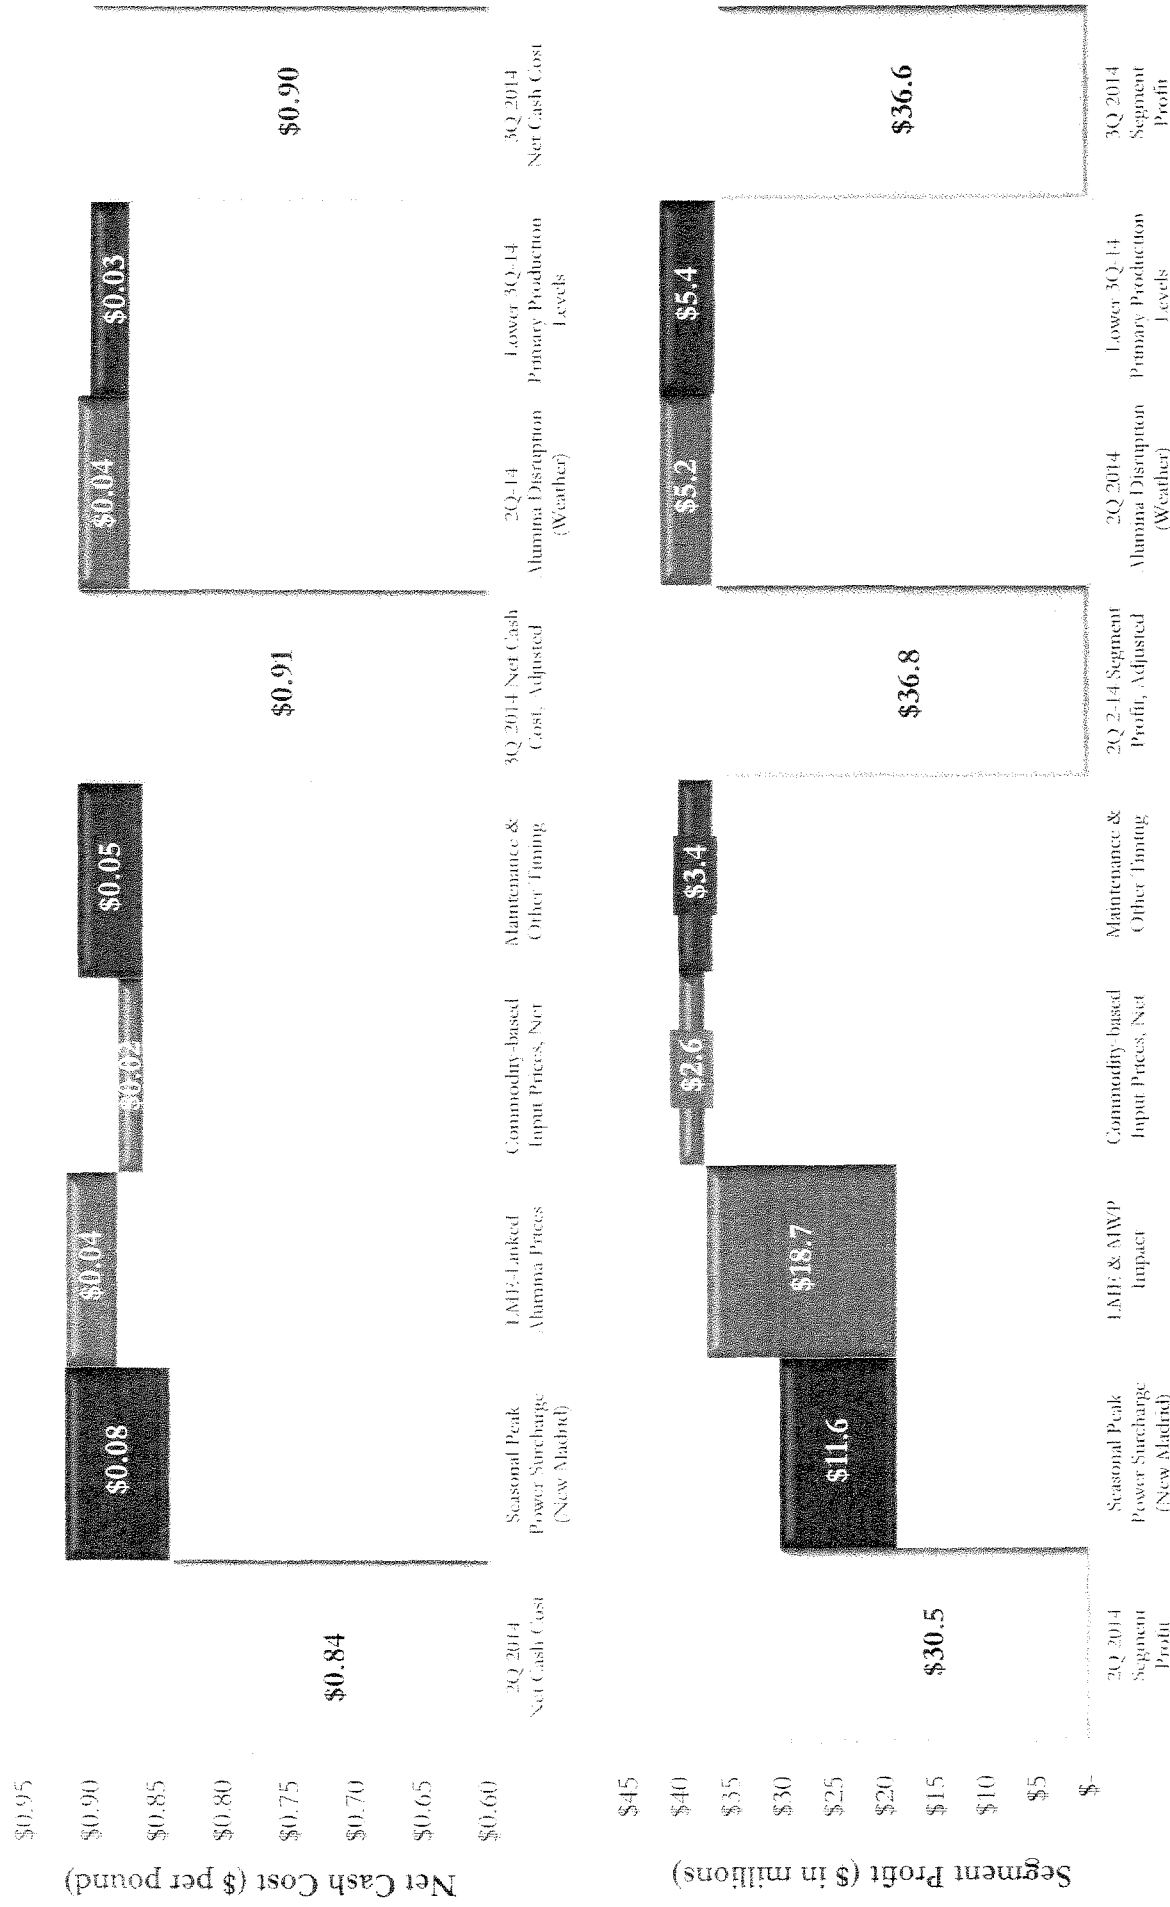 Net Cash Cost ($ per pound)
$0.95
$0.90
$0.85
$0.80
$0.75
$0.70
$0.65
$0.60
$0.84
$0.08
$0.04
$0.02
$0.05
$0.91
$0.04
$0.03
$0.90
2Q 2014
Net Cash Cost
Seasonal Peak
Power Surcharge
(New Madrid)
LME-Linked
Alumina Prices
Commodity-based
Input Prices, Net
Maintenance &
Other Timing
3Q 2014 Net Cash
Cost, Adjusted
2Q-14
Alumina Disruption
(Weather)
Lower 3Q-14
Primary Production
Levels
3Q 2014
Net Cash Cost
Segment Profit ($ in millions)
$45
$40
$35
$30
$25
$20
$15
$10
$5
$-
$30.5
$11.6
$18.7
$2.6
$3.4
$36.8
$5.2
$5.4
$36.6
2Q 2014
Segment
Profit
Seasonal Peak
Power Surcharge
(New Madrid)
LME & MWP
Impact
Commodity-based
Input Prices, Net
Maintenance &
Other Timing
2Q 2-14 Segment
Profit, Adjusted
2Q 2014
Alumina Disruption
(Weather)
Lower 3Q-14
Primary Production
Levels
3Q 2014
Segment
Profit